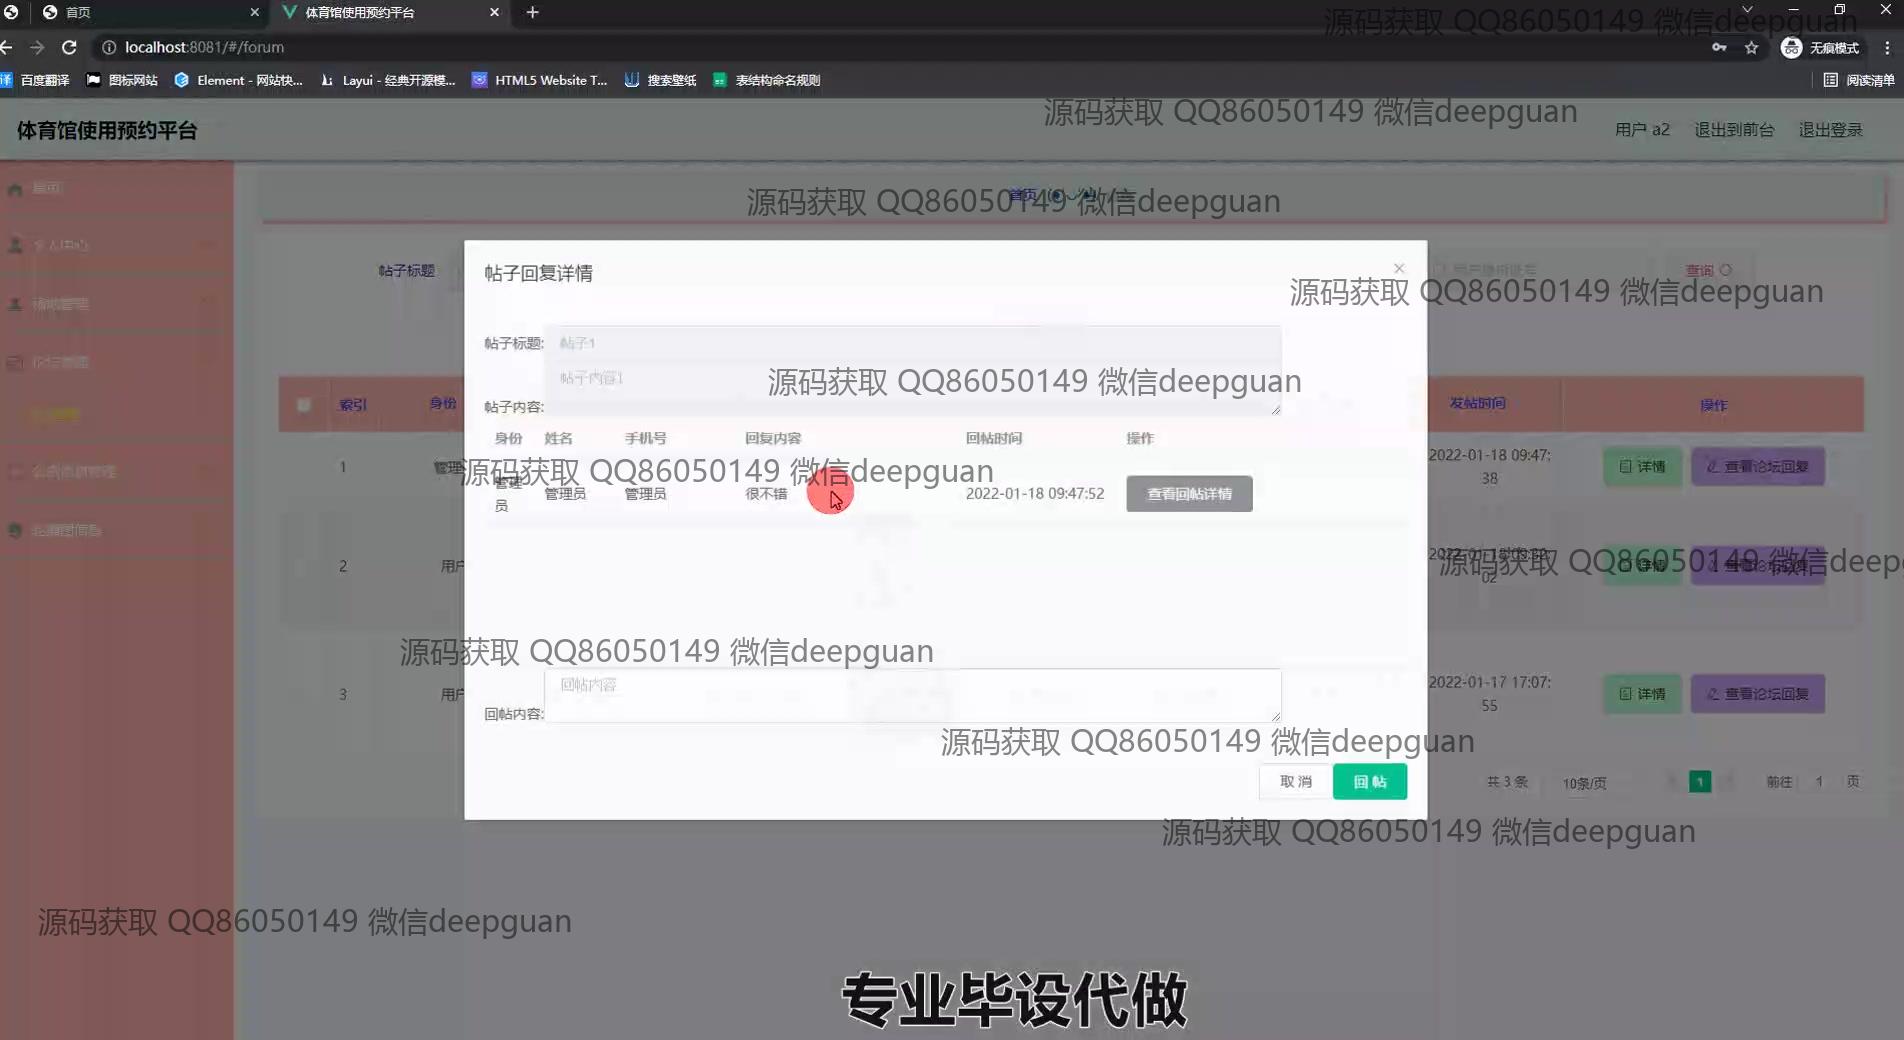 首页
体育馆使用预约平台
源码获取 QQ86050149 微信deepguan
localhost:8081/#/forum
无痕模式
百度翻译
图标网站
Element - 网站快...
Layui - 经典开源模...
HTML5 Website T...
搜索壁纸
表结构命名规则
阅读清单
源码获取 QQ86050149 微信deepguan
体育馆使用预约平台
用户 a2
退出到前台
退出登录
首页
个人中心
源码获取 QQ86050149 微信deepguan
首页
帖子标题
查询
源码获取 QQ86050149 微信deepguan
索引
身份
发帖时间
操作
1
管理
2022-01-18 09:47:
38
详情
查看论坛回复
2
用户
02
详情
源码获取 QQ86050149 微信deep
3
用户
2022-01-17 17:07:
55
详情
查看论坛回复
共 3 条
10条/页
1
前往
1
页
帖子回复详情
帖子标题:
帖子1
帖子内容:
帖子内容1
源码获取 QQ86050149 微信deepguan
身份
姓名
手机号
回复内容
回帖时间
操作
源码获取 QQ86050149 微信deepguan
管理
员
管理员
管理员
很不错
2022-01-18 09:47:52
查看回帖详情
源码获取 QQ86050149 微信deepguan
回帖内容:
回帖内容
源码获取 QQ86050149 微信deepguan
取 消
回 帖
源码获取 QQ86050149 微信deepguan
源码获取 QQ86050149 微信deepguan
专业毕设代做